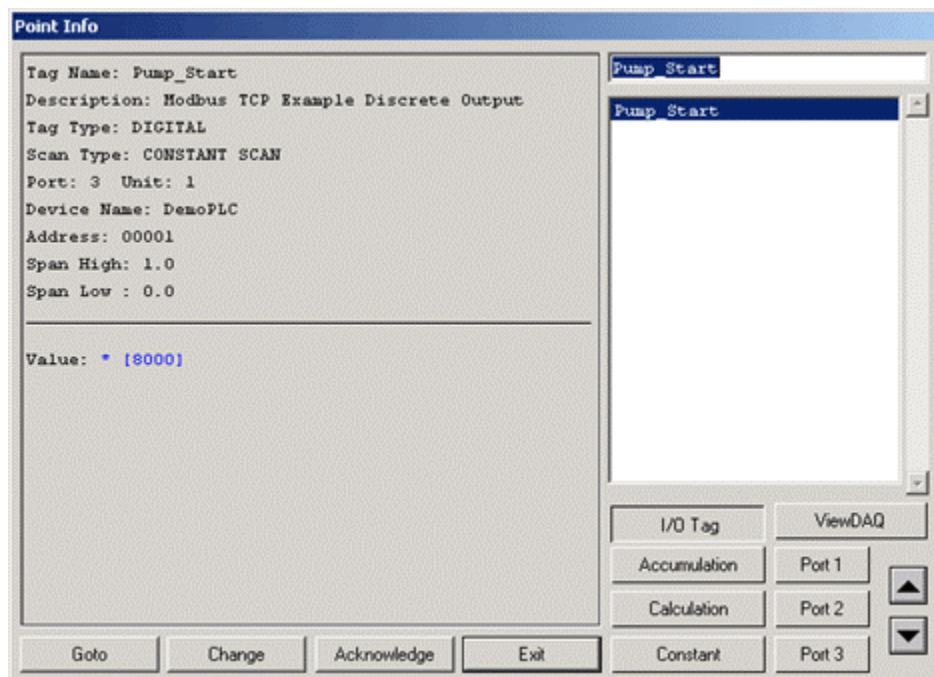 Point Info
Tag Name: Pump_Start
Description: Modbus TCP Example Discrete Output
Tag Type: DIGITAL
Scan Type: CONSTANT SCAN
Port: 3 Unit: 1
Device Name: DemoPLC
Address: 00001
Span High: 1.0
Span Low : 0.0
Value: * [8000]
Pump_Start
Pump_Start
I/O Tag
ViewDAQ
Accumulation
Port 1
Calculation
Port 2
Goto
Change
Acknowledge
Exit
Constant
Port 3